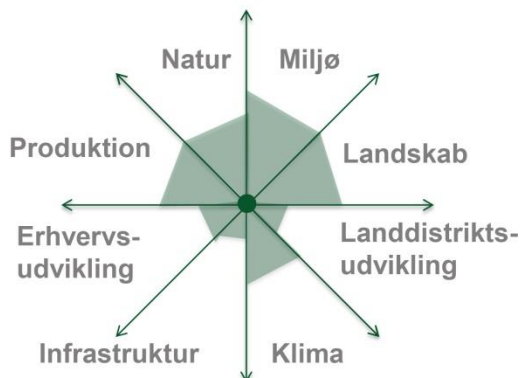 Natur
Miljø
Produktion
Landskab
Erhvervs-
udvikling
Landdistrikts-
udvikling
Infrastruktur
Klima